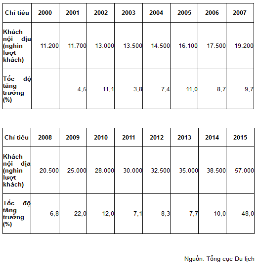 Chỉ tiêu 2000 2001 2002 2003 2004 2005 2006 2007
Khách nội địa (nghìn lượt khách) 11.200 11.700 13.000 13.500 14.500 16.100 17.500 19.200
Tốc độ tăng trưởng (%) 4,5 11,1 3,8 7,4 11,0 8,7 9,7
Chỉ tiêu 2008 2009 2010 2011 2012 2013 2014 2015
Khách nội địa (nghìn lượt khách) 20.500 25.000 28.000 30.000 32.500 35.000 38.500 57.000
Tốc độ tăng trưởng (%) 6,8 22,0 12,0 7,1 8,3 7,7 10,0 48,0
Nguồn: Tổng cục Du lịch